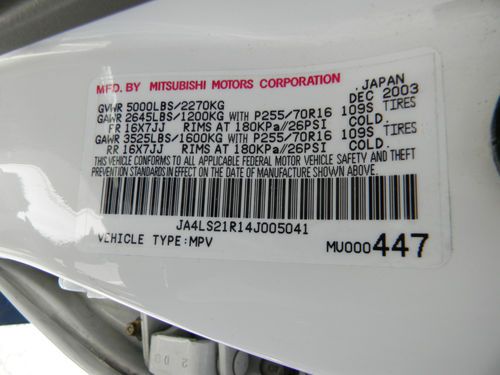 MFD. BY MITSUBISHI MOTORS CORPORATION JAPAN
GVWR 5000LBS/2270KG DEC 2003
GAWR 2645LBS/1200KG WITH P255/70R16 109S TIRES
FR 16X7JJ RIMS AT 180KPa//26PSI COLD.
GAWR 3525LBS/1600KG WITH P255/70R16 109S TIRES
RR 16X7JJ RIMS AT 180KPa//26PSI COLD.
THIS VEHICLE CONFORMS TO ALL APPLICABLE FEDERAL MOTOR VEHICLE SAFETY AND THEFT
PREVENTION STANDARDS IN EFFECT ON THE DATE OF MANUFACTURE SHOWN ABOVE.
JA4LS21R14J005041
VEHICLE TYPE:MPV MU000447